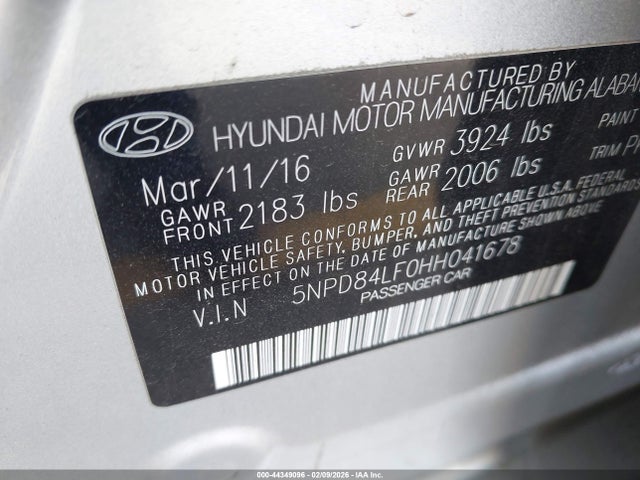 MANUFACTURED BY
HYUNDAI MOTOR MANUFACTURING
Mar/11/16
GVWR 3924 lbs
PAINT
GAWR FRONT 2183 lbs
GAWR REAR 2006 lbs
TRIM
THIS VEHICLE CONFORMS TO ALL APPLICABLE U.S.A. FEDERAL
MOTOR VEHICLE SAFETY, BUMPER, AND THEFT PREVENTION STANDARDS
IN EFFECT ON THE DATE OF MANUFACTURE SHOWN ABOVE.
V.I.N 5NPD84LF0HH041678
PASSENGER CAR
000-44349096 - 02/09/2026 - IAA, Inc. - COPART